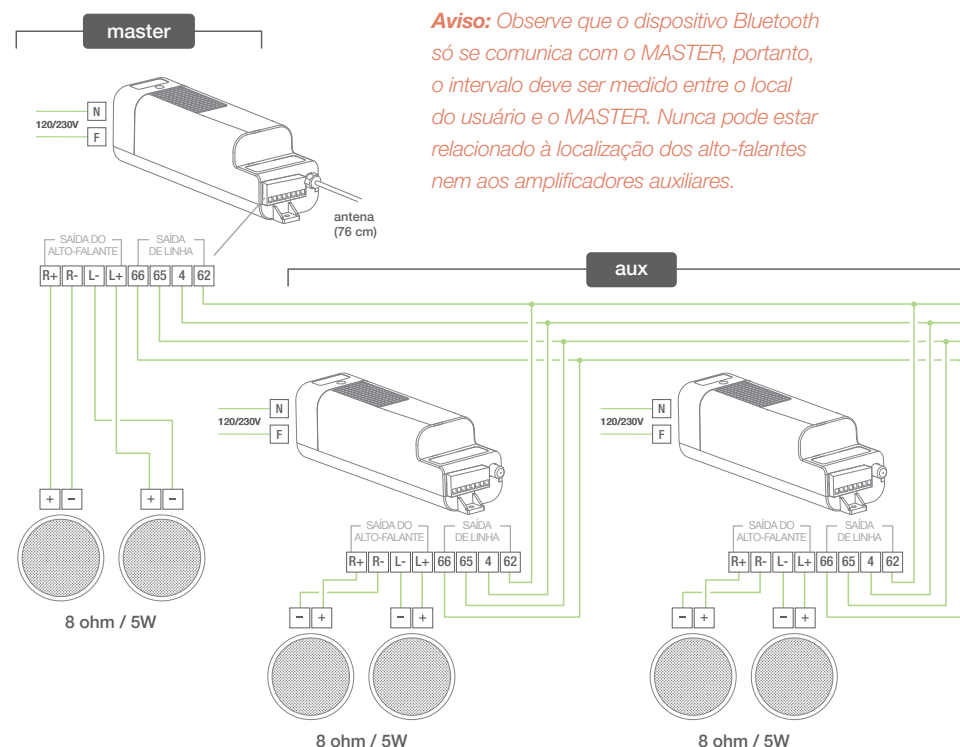 master
Aviso: Observe que o dispositivo Bluetooth
só se comunica com o MASTER, portanto,
o intervalo deve ser medido entre o local
do usuário e o MASTER. Nunca pode estar
relacionado à localização dos alto-falantes
nem aos amplificadores auxiliares.
N
120/230V
F
antena
(76 cm)
SAÍDA DO
ALTO-FALANTE
SAÍDA
DE LINHA
R+ R- L- L+ 66 65 4 62
aux
N
120/230V
F
N
120/230V
F
+ − + −
8 ohm / 5W
SAÍDA DO
ALTO-FALANTE
SAÍDA
DE LINHA
R+ R- L- L+ 66 65 4 62
− + − +
8 ohm / 5W
SAÍDA DO
ALTO-FALANTE
SAÍDA
DE LINHA
R+ R- L- L+ 66 65 4 62
− + − +
8 ohm / 5W